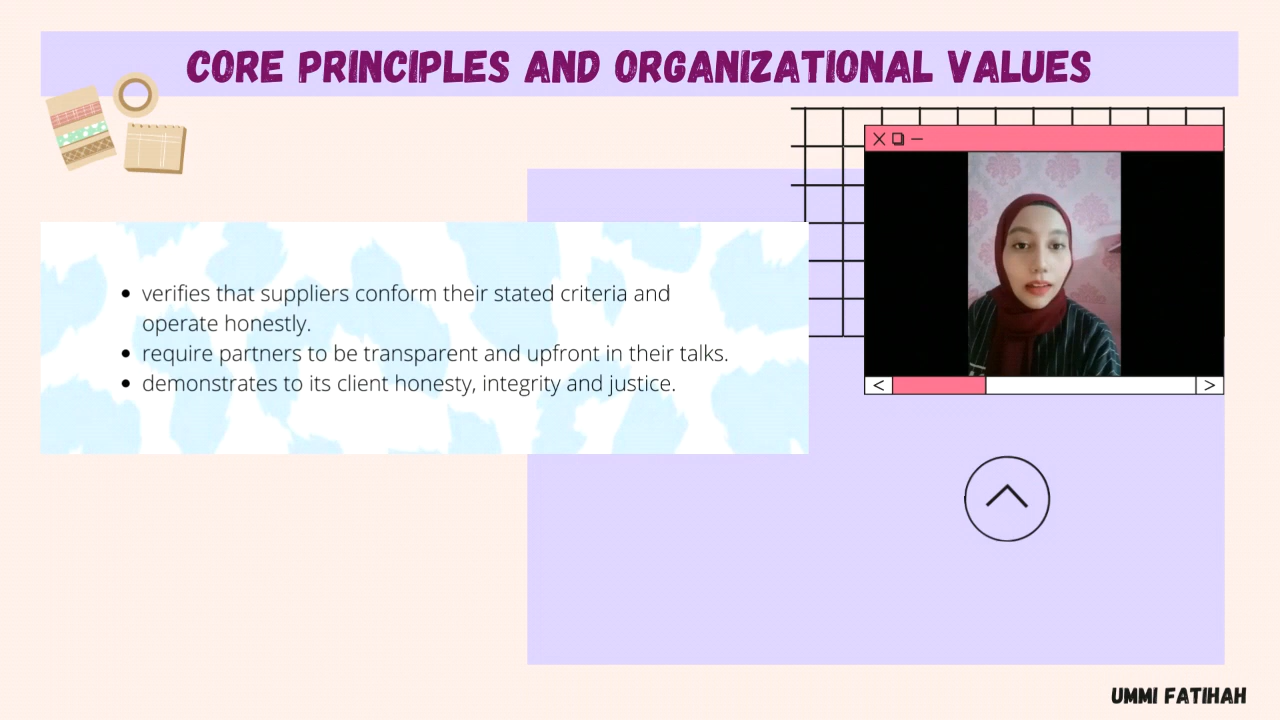 CORE PRINCIPLES AND ORGANIZATIONAL VALUES
• verifies that suppliers conform their stated criteria and
operate honestly.
• require partners to be transparent and upfront in their talks.
• demonstrates to its client honesty, integrity and justice.
UMMI FATIHAH